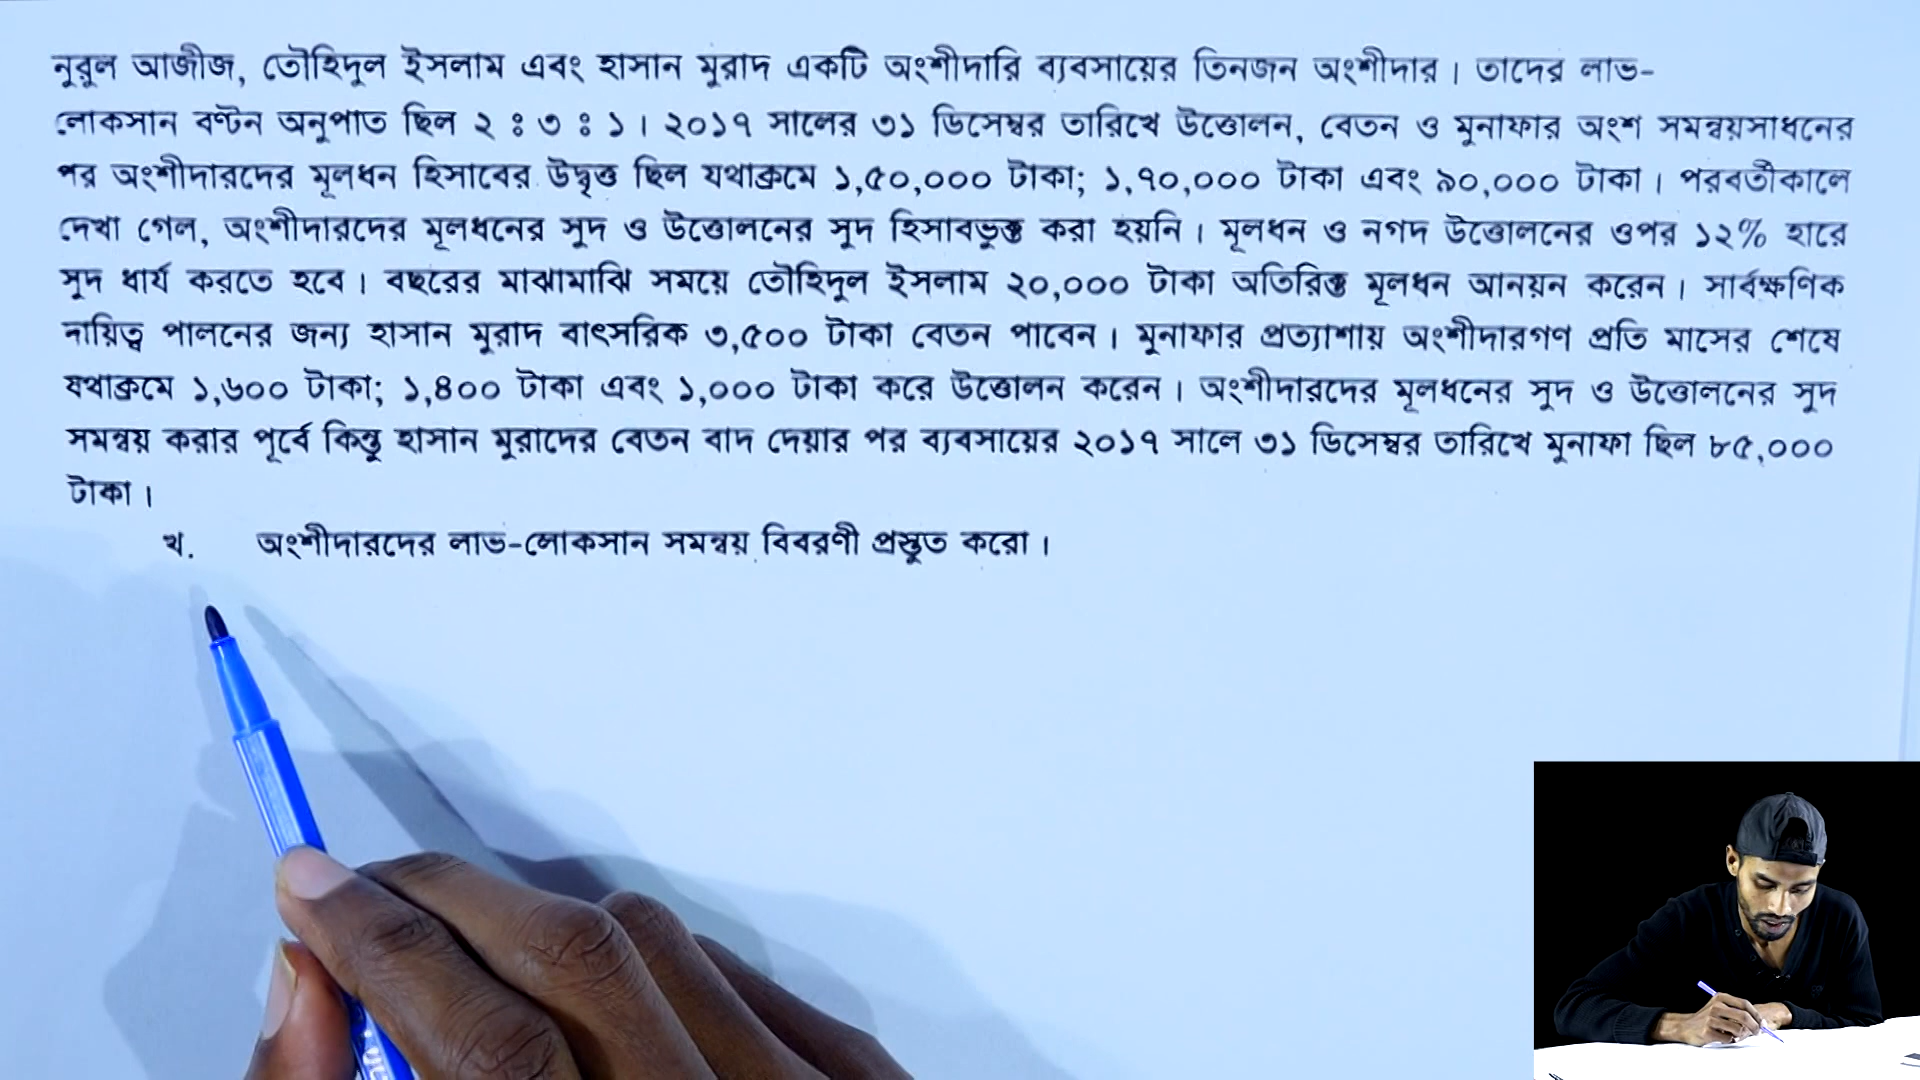 নুরুল আজীজ, তৌহিদুল ইসলাম এবং হাসান মুরাদ একটি অংশীদারি ব্যবসায়ের তিনজন অংশীদার। তাদের লাভ-
লোকসান বণ্টন অনুপাত ছিল ২ ঃ ৩ ঃ ১। ২০১৭ সালের ৩১ ডিসেম্বর তারিখে উত্তোলন, বেতন ও মুনাফার অংশ সমন্বয়সাধনের
পর অংশীদারদের মূলধন হিসাবের উদ্বৃত্ত ছিল যথাক্রমে ১,৫০,০০০ টাকা; ১,৭০,০০০ টাকা এবং ৯০,০০০ টাকা। পরবর্তীকালে
দেখা গেল, অংশীদারদের মূলধনের সুদ ও উত্তোলনের সুদ হিসাবভুক্ত করা হয়নি। মূলধন ও নগদ উত্তোলনের ওপর ১২% হারে
সুদ ধার্য করতে হবে। বছরের মাঝামাঝি সময়ে তৌহিদুল ইসলাম ২০,০০০ টাকা অতিরিক্ত মূলধন আনয়ন করেন। সার্বক্ষণিক
দায়িত্ব পালনের জন্য হাসান মুরাদ বাৎসরিক ৩,৫০০ টাকা বেতন পাবেন। মুনাফার প্রত্যাশায় অংশীদারগণ প্রতি মাসের শেষে
যথাক্রমে ১,৬০০ টাকা; ১,৪০০ টাকা এবং ১,০০০ টাকা করে উত্তোলন করেন। অংশীদারদের মূলধনের সুদ ও উত্তোলনের সুদ
সমন্বয় করার পূর্বে কিন্তু হাসান মুরাদের বেতন বাদ দেয়ার পর ব্যবসায়ের ২০১৭ সালে ৩১ ডিসেম্বর তারিখে মুনাফা ছিল ৮৫,০০০
টাকা।
খ. অংশীদারদের লাভ-লোকসান সমন্বয় বিবরণী প্রস্তুত করো।